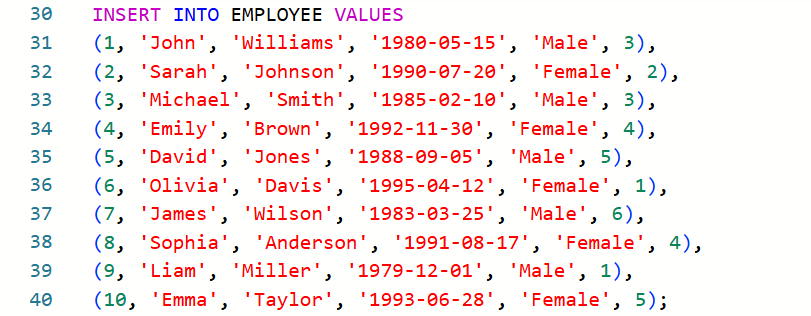 30 INSERT INTO EMPLOYEE VALUES
31 (1, 'John', 'Williams', '1980-05-15', 'Male', 3),
32 (2, 'Sarah', 'Johnson', '1990-07-20', 'Female', 2),
33 (3, 'Michael', 'Smith', '1985-02-10', 'Male', 3),
34 (4, 'Emily', 'Brown', '1992-11-30', 'Female', 4),
35 (5, 'David', 'Jones', '1988-09-05', 'Male', 5),
36 (6, 'Olivia', 'Davis', '1995-04-12', 'Female', 1),
37 (7, 'James', 'Wilson', '1983-03-25', 'Male', 6),
38 (8, 'Sophia', 'Anderson', '1991-08-17', 'Female', 4),
39 (9, 'Liam', 'Miller', '1979-12-01', 'Male', 1),
40 (10, 'Emma', 'Taylor', '1993-06-28', 'Female', 5);